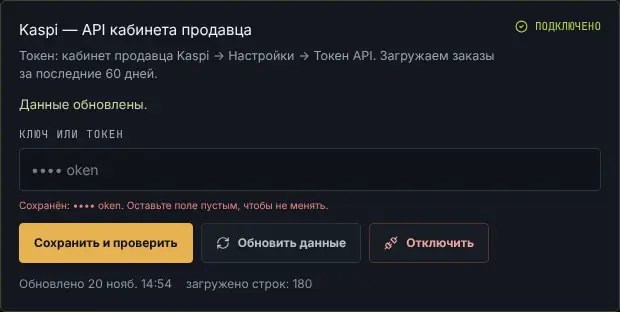 Kaspi — API кабинета продавца
ПОДКЛЮЧЕНО
Токен: кабинет продавца Kaspi → Настройки → Токен API. Загружаем заказы
за последние 60 дней.
Данные обновлены.
КЛЮЧ ИЛИ ТОКЕН
•••• oken
Сохранён: •••• oken. Оставьте поле пустым, чтобы не менять.
Сохранить и проверить
Обновить данные
Отключить
Обновлено 20 нояб. 14:54 загружено строк: 180